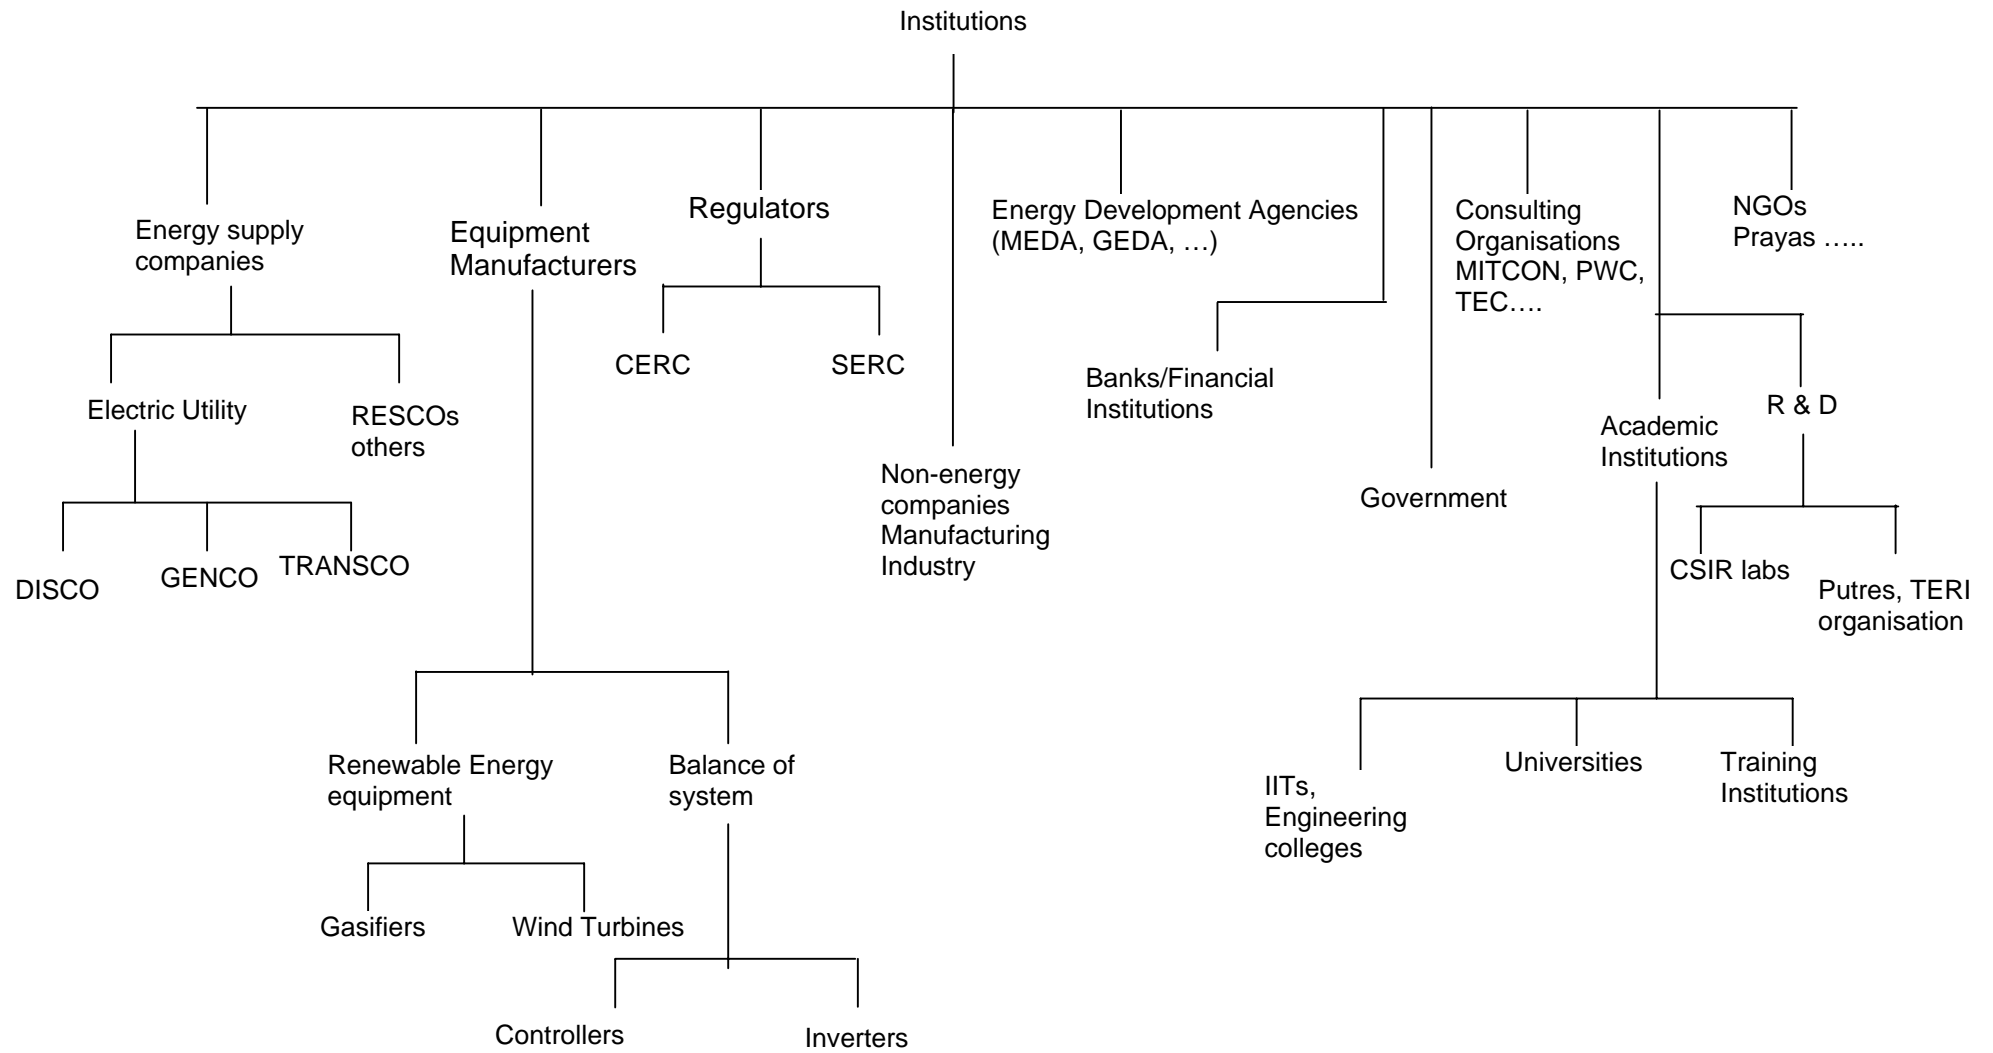 Institutions
Energy supply
companies
Equipment
Manufacturers
Regulators
Energy Development Agencies
(MEDA, GEDA, …)
Consulting
Organisations
MITCON, PWC,
TEC….
NGOs
Prayas …..
CERC
SERC
Banks/Financial
Institutions
Electric Utility
RESCOs
others
Non-energy
companies
Manufacturing
Industry
Government
Academic
Institutions
R & D
DISCO
GENCO
TRANSCO
CSIR labs
Putres, TERI
organisation
Renewable Energy
equipment
Balance of
system
IITs,
Engineering
colleges
Universities
Training
Institutions
Gasifiers
Wind Turbines
Controllers
Inverters